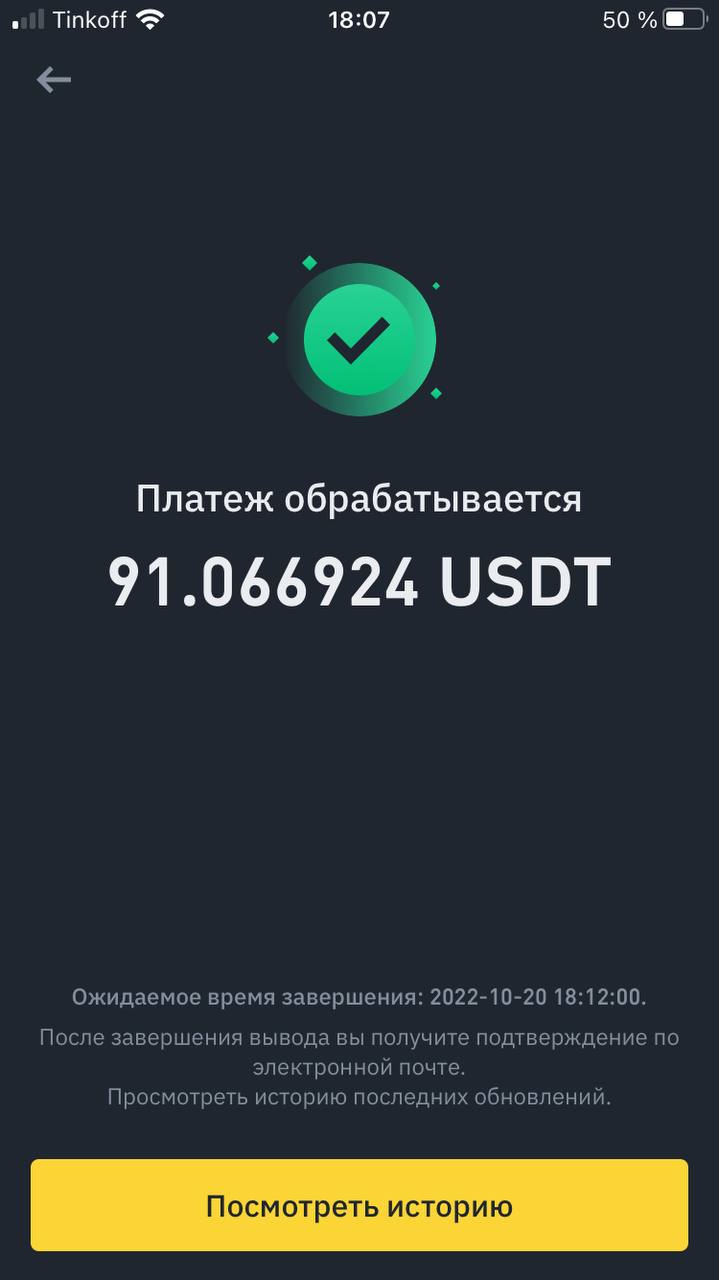 Tinkoff 18:07 50 %
Платеж обрабатывается
91.066924 USDT
Ожидаемое время завершения: 2022-10-20 18:12:00.
После завершения вывода вы получите подтверждение по
электронной почте.
Просмотреть историю последних обновлений.
Посмотреть историю